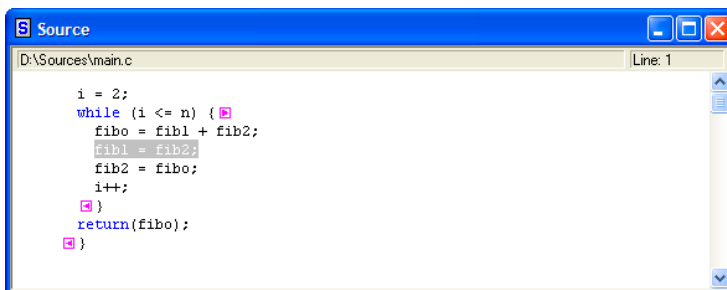 S Source
D:\Sources\main.c Line: 1
i = 2;
while (i <= n) {
fibo = fib1 + fib2;
fib1 = fib2;
fib2 = fibo;
i++;
}
return(fibo);
}